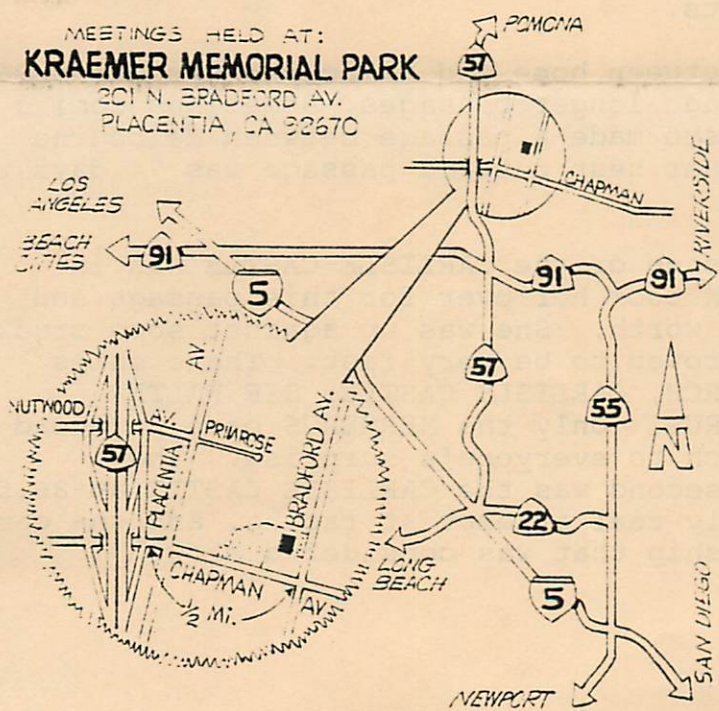 MEETINGS HELD AT:
KRAEMER MEMORIAL PARK
201 N. BRADFORD AV.
PLACENTIA, CA 92670
POMONA
57
CHAPMAN
RIVERSIDE
LOS
ANGELES
BEACH
CITIES
91
5
91
91
57
55
N
22
LONG
BEACH
5
SAN DIEGO
NEWPORT
NUTWOOD
AV.
PRIMROSE
AV.
BRADFORD AV.
57
PLACENTIA
CHAPMAN
AV.
1/2 MI.